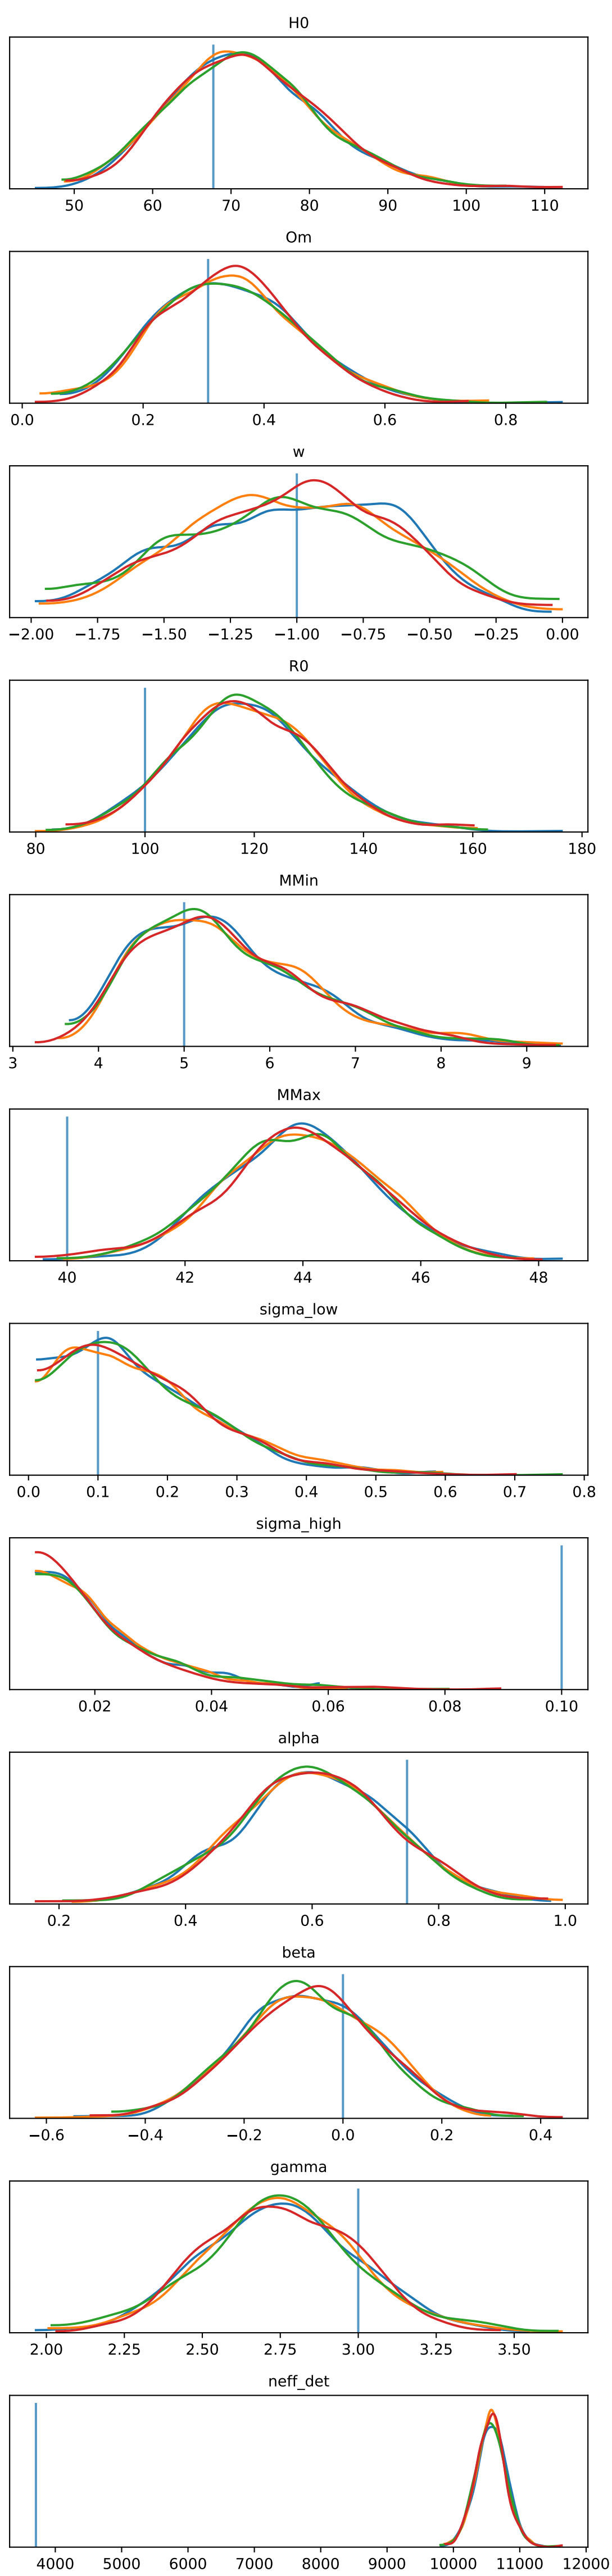 H0
50 60 70 80 90 100 110
Om
0.0 0.2 0.4 0.6 0.8
w
−2.00 −1.75 −1.50 −1.25 −1.00 −0.75 −0.50 −0.25 0.00
R0
80 100 120 140 160 180
MMin
3 4 5 6 7 8 9
MMax
40 42 44 46 48
sigma_low
0.0 0.1 0.2 0.3 0.4 0.5 0.6 0.7 0.8
sigma_high
0.02 0.04 0.06 0.08 0.10
alpha
0.2 0.4 0.6 0.8 1.0
beta
−0.6 −0.4 −0.2 0.0 0.2 0.4
gamma
2.00 2.25 2.50 2.75 3.00 3.25 3.50
neff_det
4000 5000 6000 7000 8000 9000 10000 11000 12000